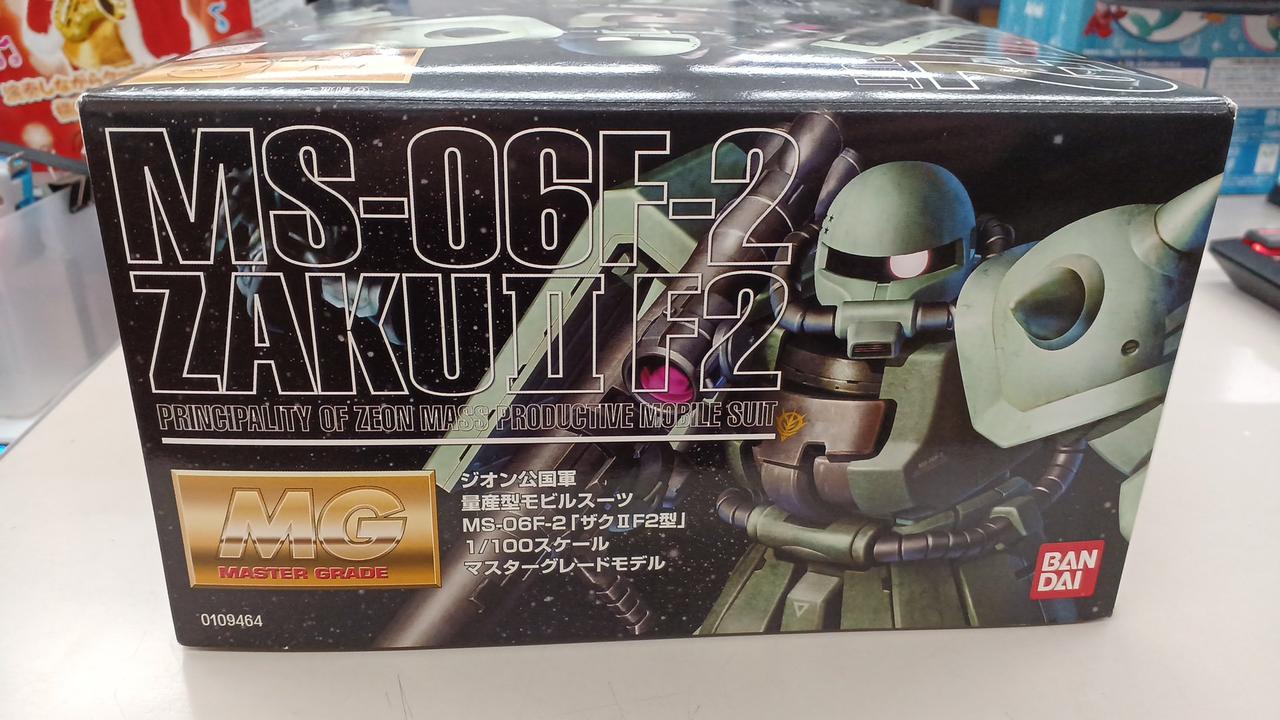 MS-06F-2
ZAKUⅡ F2
PRINCIPALITY OF ZEON MASS PRODUCTIVE MOBILE SUIT
MG
MASTER GRADE
ジオン公国軍
量産型モビルスーツ
MS-06F-2「ザクⅡF2型」
1/100スケール
マスターグレードモデル
BAN
DAI
0109464